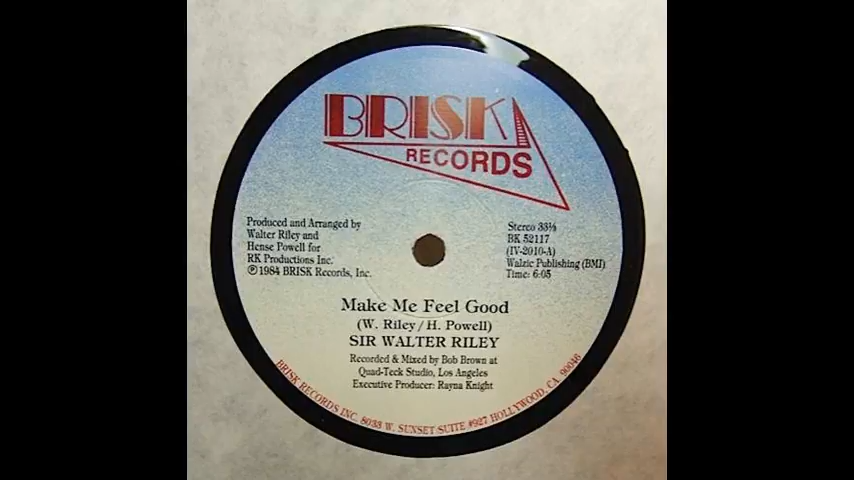 BRISK
RECORDS
Produced and Arranged by
Walter Riley and
Hense Powell for
RK Productions Inc.
℗ 1984 BRISK Records, Inc.
Stereo 33⅓
BK 52117
(IV-2010-A)
Walzic Publishing (BMI)
Time: 6:05
Make Me Feel Good
(W. Riley/H. Powell)
SIR WALTER RILEY
Recorded & Mixed by Bob Brown at
Quad-Teck Studio, Los Angeles
Executive Producer: Rayna Knight
BRISK RECORDS INC. 8033 W. SUNSET SUITE #927 HOLLYWOOD, CA. 90046